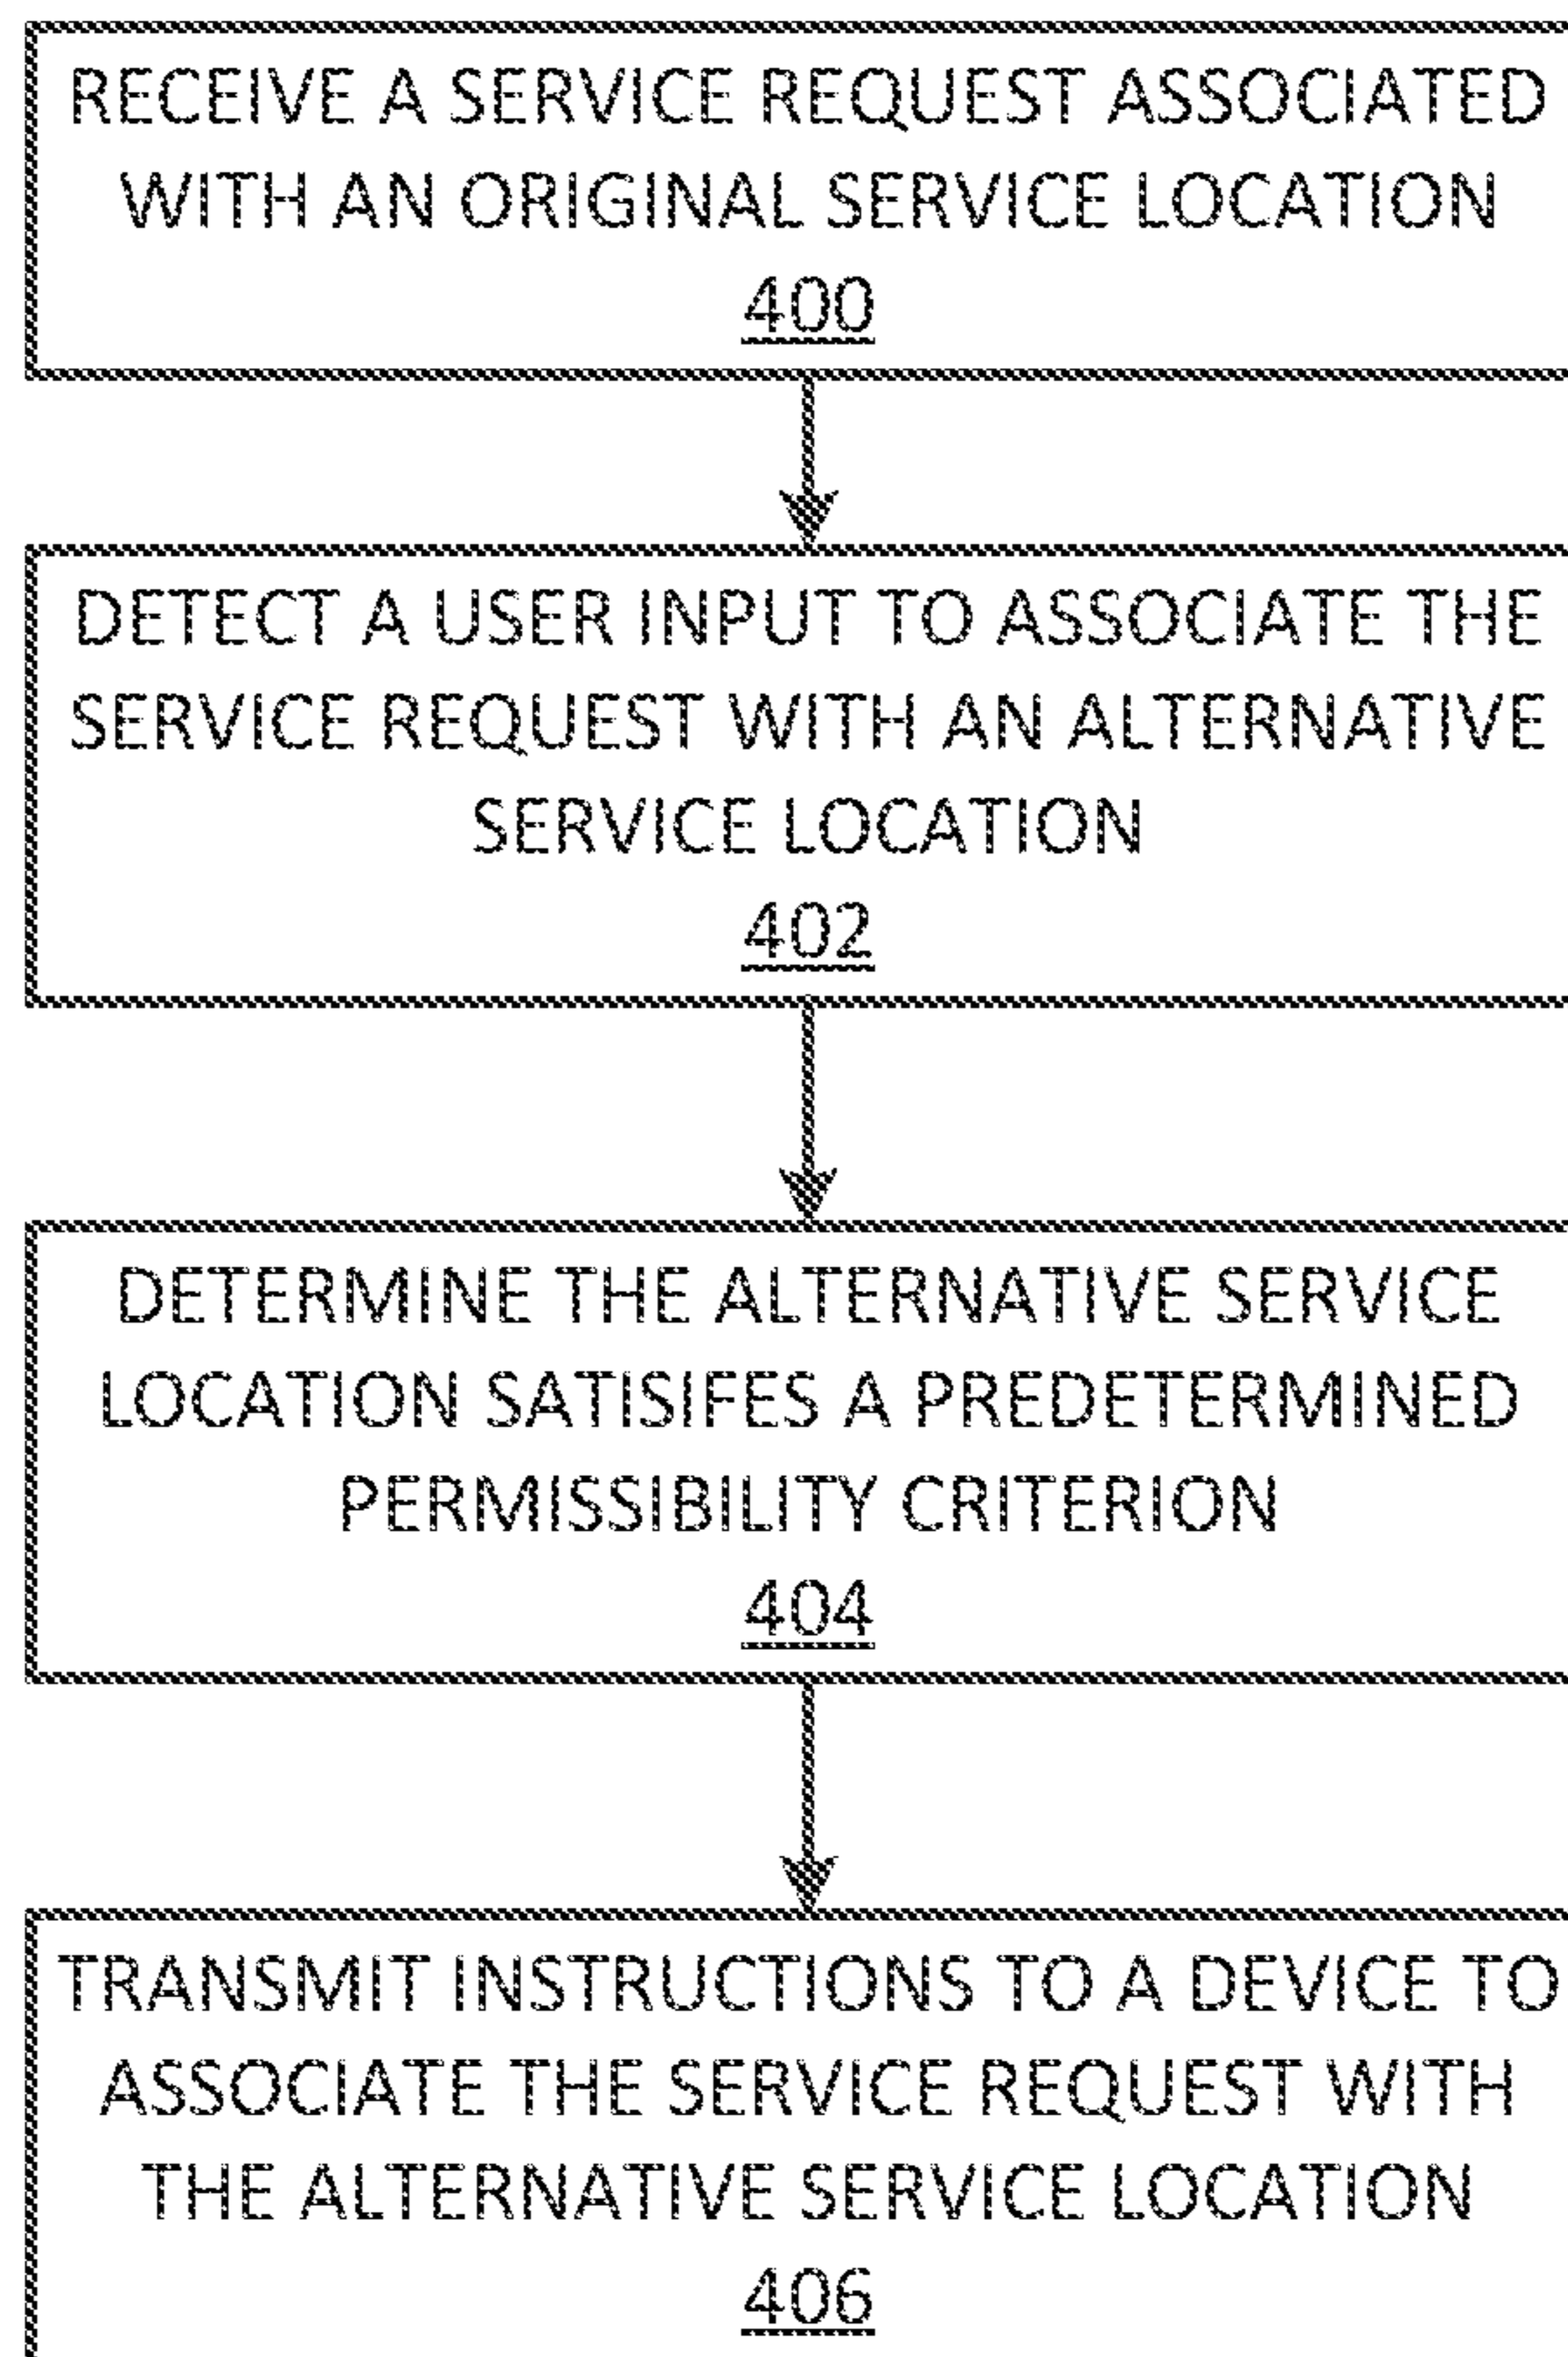 RECEIVE A SERVICE REQUEST ASSOCIATED
WITH AN ORIGINAL SERVICE LOCATION
400
DETECT A USER INPUT TO ASSOCIATE THE
SERVICE REQUEST WITH AN ALTERNATIVE
SERVICE LOCATION
402
DETERMINE THE ALTERNATIVE SERVICE
LOCATION SATISIFES A PREDETERMINED
PERMISSIBILITY CRITERION
404
TRANSMIT INSTRUCTIONS TO A DEVICE TO
ASSOCIATE THE SERVICE REQUEST WITH
THE ALTERNATIVE SERVICE LOCATION
406